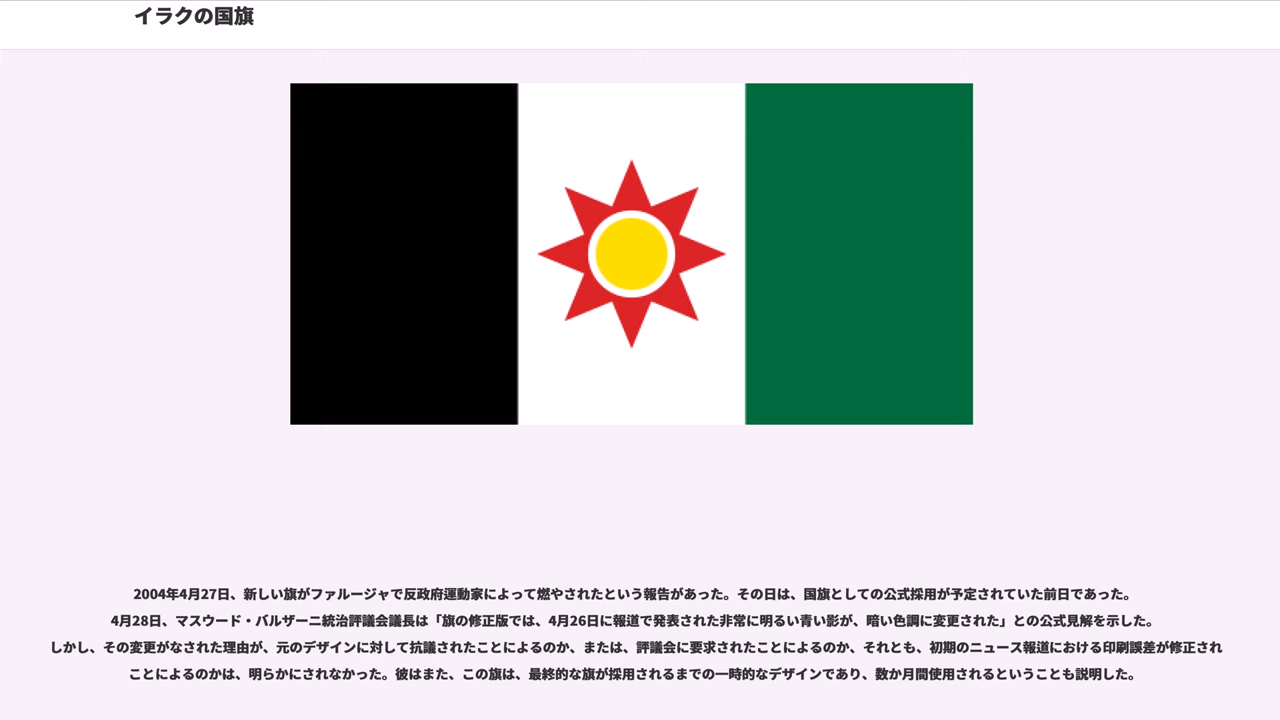 イラクの国旗
2004年4月27日、新しい旗がファルージャで反政府運動家によって燃やされたという報告があった。その日は、国旗としての公式採用が予定されていた前日であった。
4月28日、マスウード・バルザーニ統治評議会議長は「旗の修正版では、4月26日に報道で発表された非常に明るい青い影が、暗い色調に変更された」との公式見解を示した。
しかし、その変更がなされた理由が、元のデザインに対して抗議されたことによるのか、または、評議会に要求されたことによるのか、それとも、初期のニュース報道における印刷誤差が修正され
ことによるのかは、明らかにされなかった。彼はまた、この旗は、最終的な旗が採用されるまでの一時的なデザインであり、数か月間使用されるということも説明した。